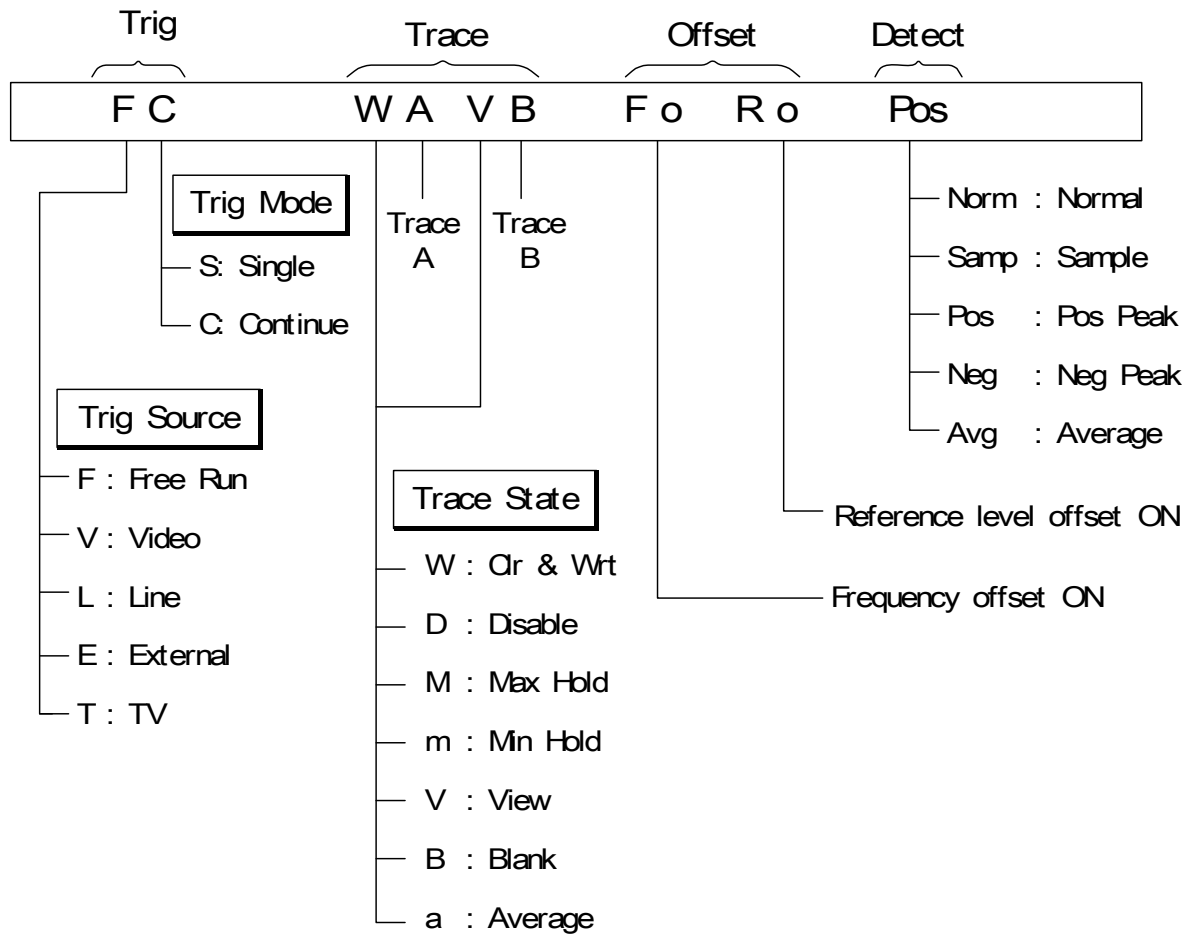 Trig Trace Offset Detect
F C W A V B F o R o Pos
Trig Mode
S: Single
C: Continue
Trace A
Trace B
Norm : Normal
Samp : Sample
Pos : Pos Peak
Neg : Neg Peak
Avg : Average
Trig Source
F : Free Run
V : Video
L : Line
E : External
T : TV
Trace State
W : Clr & Wrt
D : Disable
M : Max Hold
m : Min Hold
V : View
B : Blank
a : Average
Reference level offset ON
Frequency offset ON